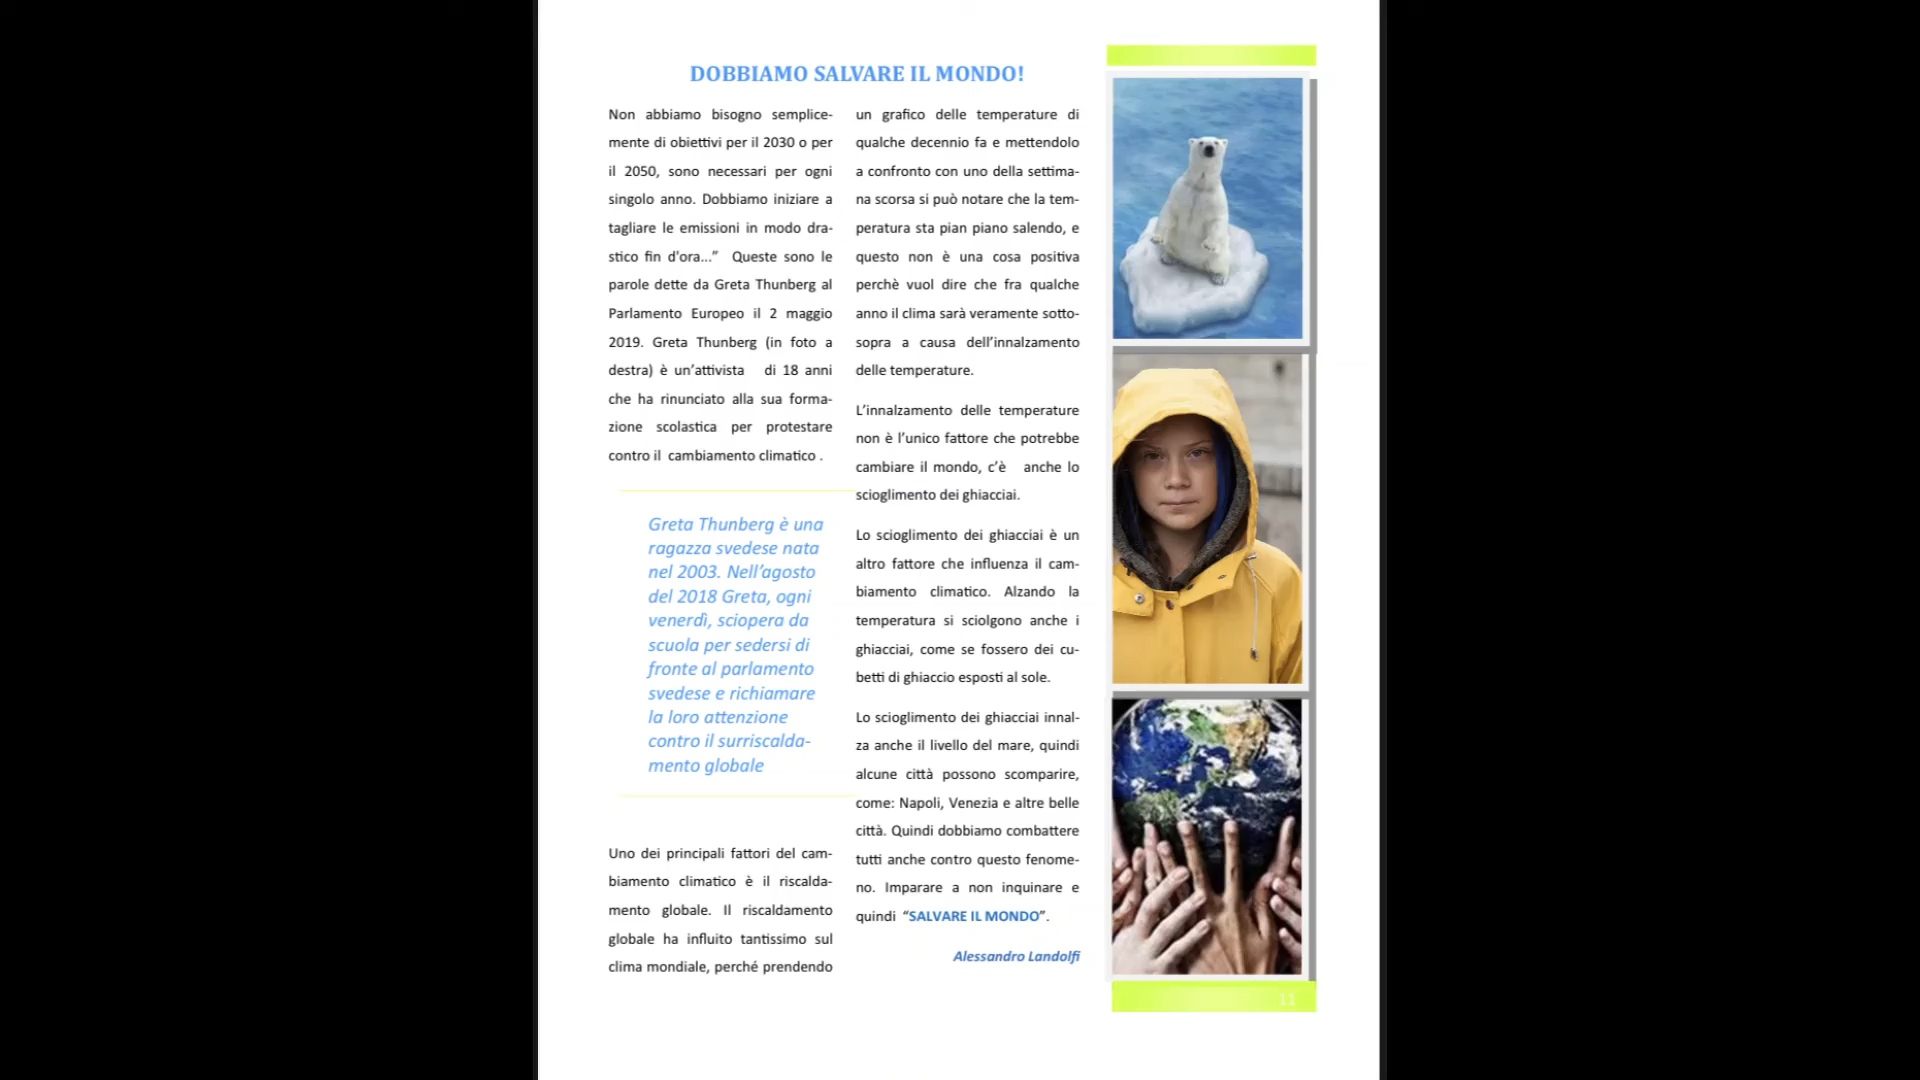 DOBBIAMO SALVARE IL MONDO!
Non abbiamo bisogno semplice-
mente di obiettivi per il 2030 o per
il 2050, sono necessari per ogni
singolo anno. Dobbiamo iniziare a
tagliare le emissioni in modo dra-
stico fin d'ora...” Queste sono le
parole dette da Greta Thunberg al
Parlamento Europeo il 2 maggio
2019. Greta Thunberg (in foto a
destra) è un’attivista di 18 anni
che ha rinunciato alla sua forma-
zione scolastica per protestare
contro il cambiamento climatico .
Greta Thunberg è una
ragazza svedese nata
nel 2003. Nell’agosto
del 2018 Greta, ogni
venerdì, sciopera da
scuola per sedersi di
fronte al parlamento
svedese e richiamare
la loro attenzione
contro il surriscalda-
mento globale
Uno dei principali fattori del cam-
biamento climatico è il riscalda-
mento globale. Il riscaldamento
globale ha influito tantissimo sul
clima mondiale, perché prendendo
un grafico delle temperature di
qualche decennio fa e mettendolo
a confronto con uno della settima-
na scorsa si può notare che la tem-
peratura sta pian piano salendo, e
questo non è una cosa positiva
perchè vuol dire che fra qualche
anno il clima sarà veramente sotto-
sopra a causa dell’innalzamento
delle temperature.
L’innalzamento delle temperature
non è l’unico fattore che potrebbe
cambiare il mondo, c’è anche lo
scioglimento dei ghiacciai.
Lo scioglimento dei ghiacciai è un
altro fattore che influenza il cam-
biamento climatico. Alzando la
temperatura si sciolgono anche i
ghiacciai, come se fossero dei cu-
betti di ghiaccio esposti al sole.
Lo scioglimento dei ghiacciai innal-
za anche il livello del mare, quindi
alcune città possono scomparire,
come: Napoli, Venezia e altre belle
città. Quindi dobbiamo combattere
tutti anche contro questo fenome-
no. Imparare a non inquinare e
quindi “SALVARE IL MONDO”.
Alessandro Landolfi
11